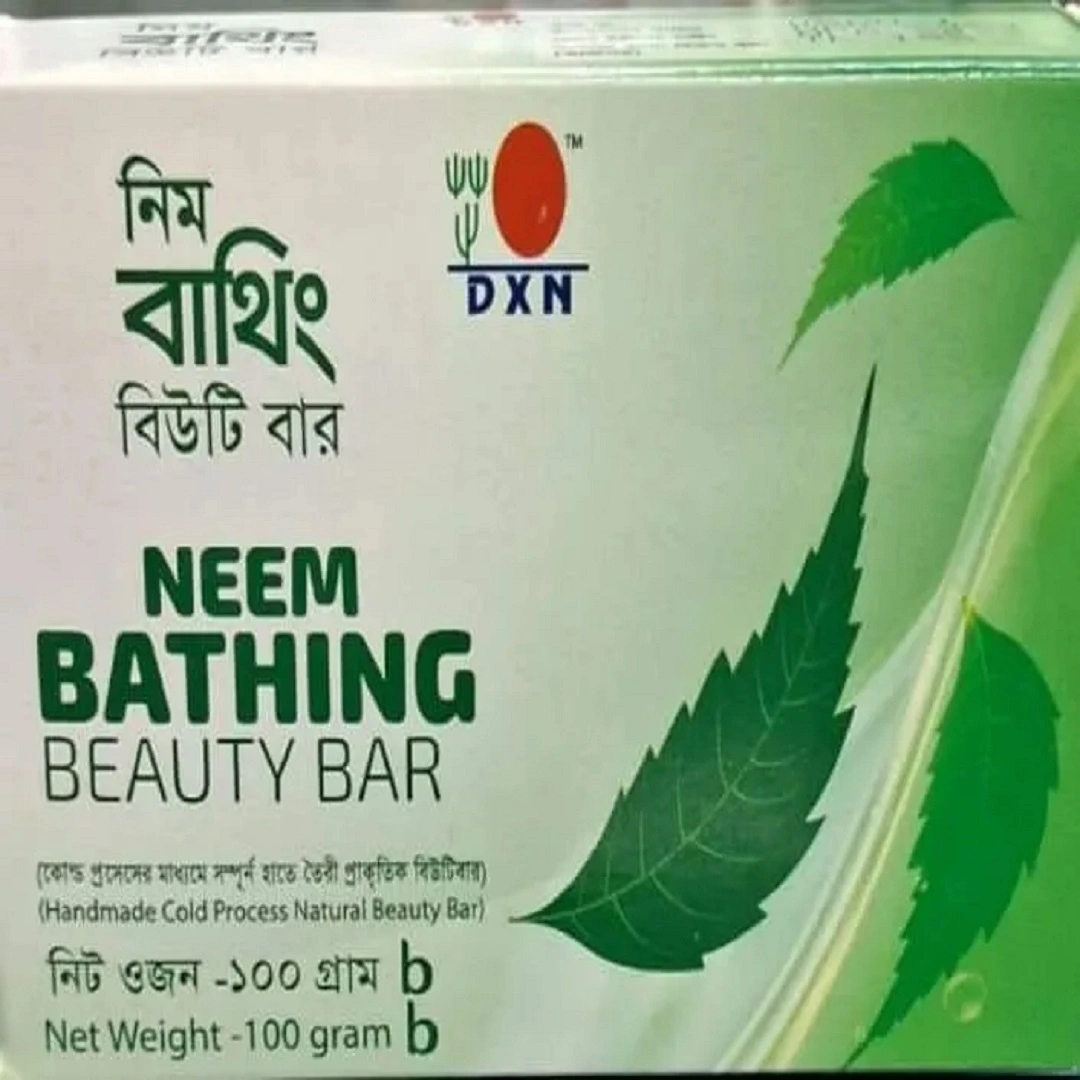 নিম
বাথিং
বিউটি বার
TM
DXN
NEEM
BATHING
BEAUTY BAR
(কোল্ড প্রসেসের মাধ্যমে সম্পূর্ন হাতে তৈরী প্রাকৃতিক বিউটিবার)
(Handmade Cold Process Natural Beauty Bar)
নিট ওজন -১০০ গ্রাম b
Net Weight -100 gram b